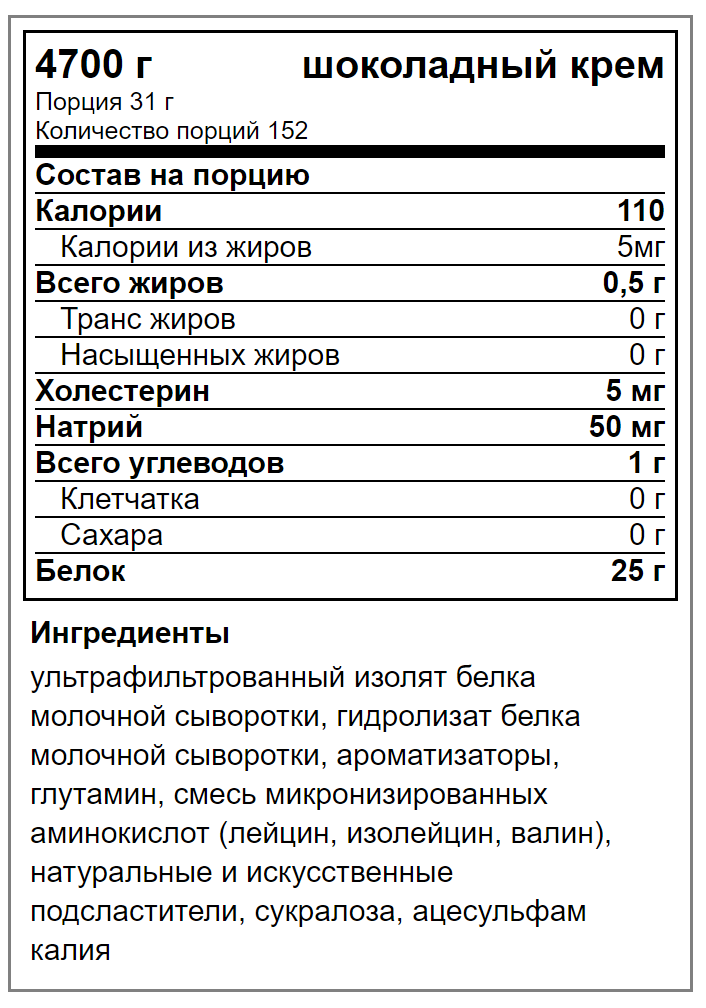 4700 г шоколадный крем
Порция 31 г
Количество порций 152
Состав на порцию
Калории 110
Калории из жиров 5мг
Всего жиров 0,5 г
Транс жиров 0 г
Насыщенных жиров 0 г
Холестерин 5 мг
Натрий 50 мг
Всего углеводов 1 г
Клетчатка 0 г
Сахара 0 г
Белок 25 г
Ингредиенты
ультрафильтрованный изолят белка
молочной сыворотки, гидролизат белка
молочной сыворотки, ароматизаторы,
глутамин, смесь микронизированных
аминокислот (лейцин, изолейцин, валин),
натуральные и искусственные
подсластители, сукралоза, ацесульфам
калия